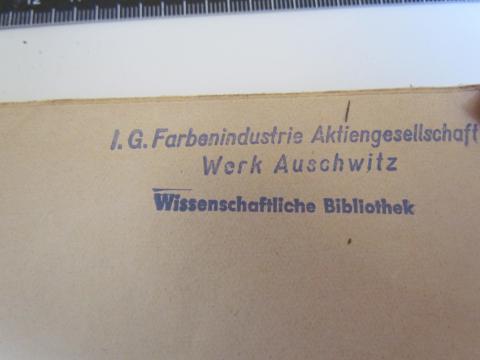 I. G. Farbenindustrie Aktiengesellschaft
Werk Auschwitz
Wissenschaftliche Bibliothek